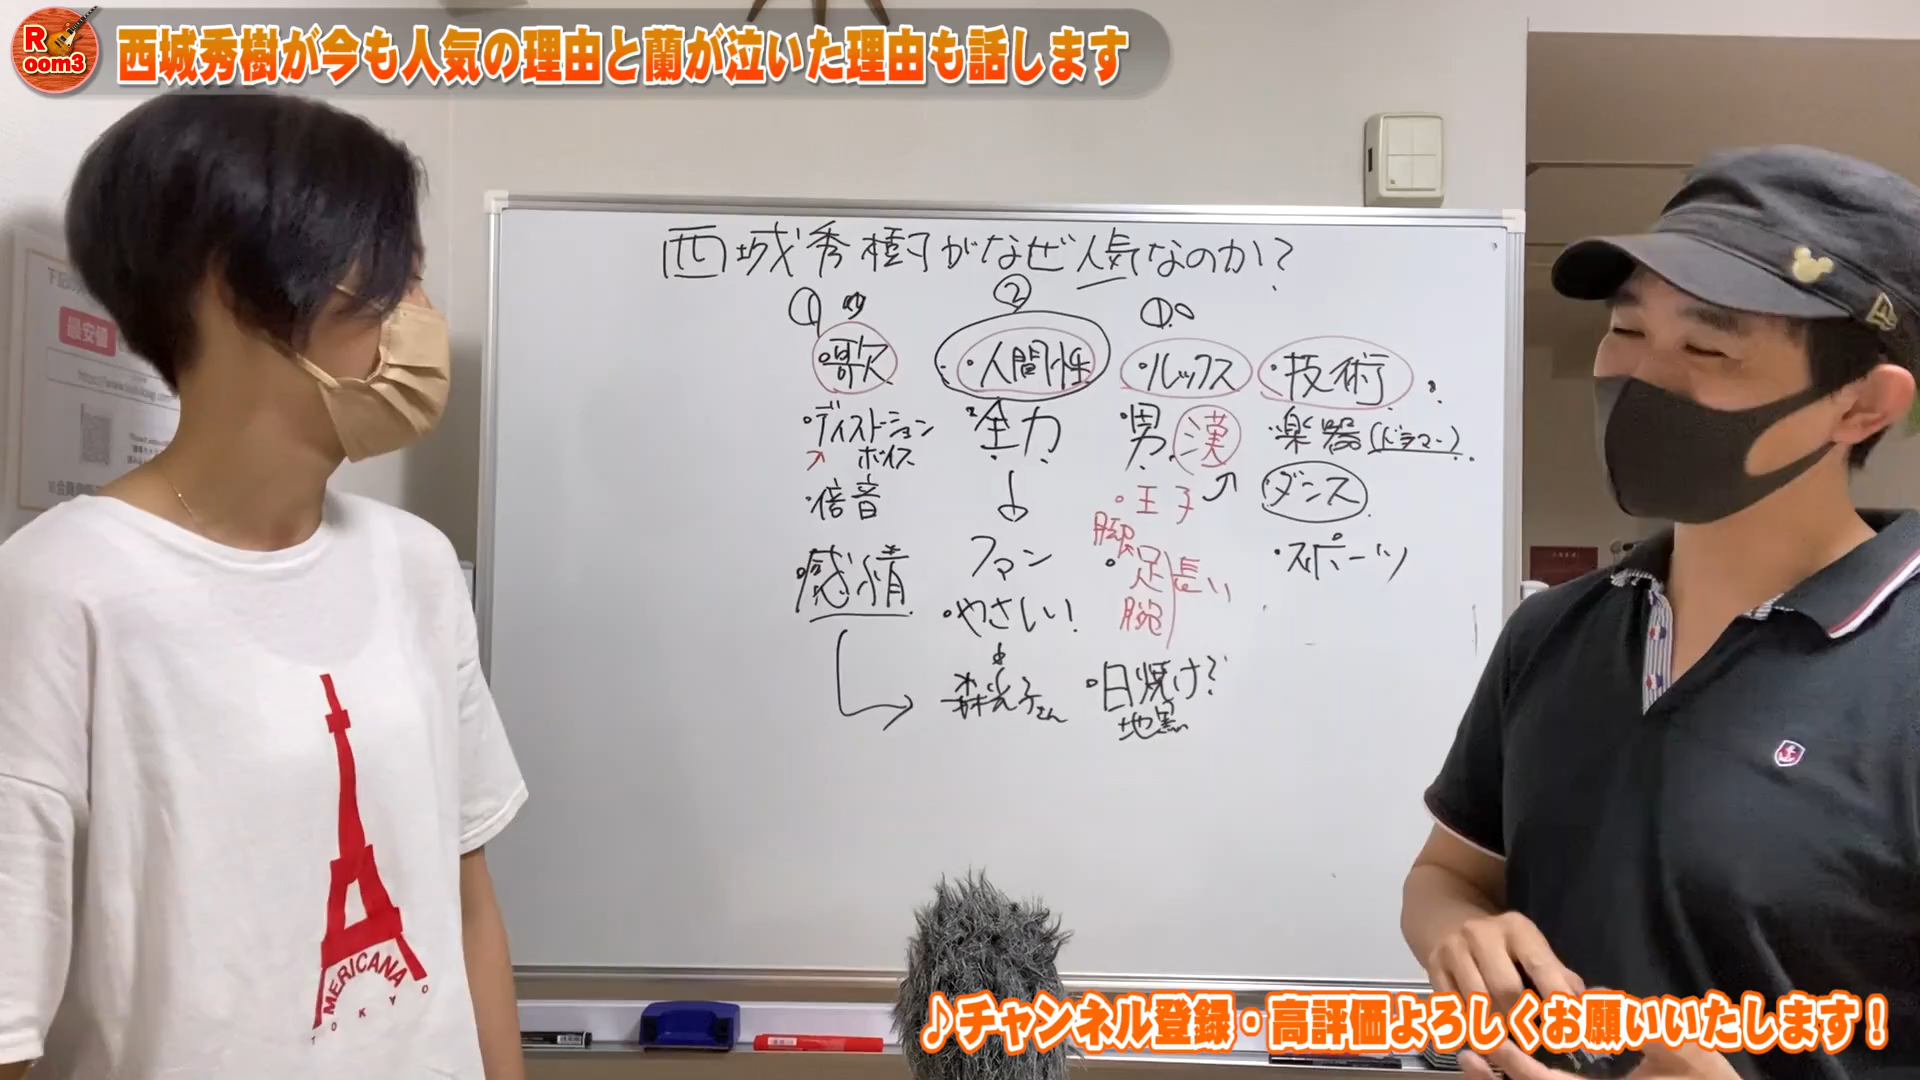 Room3
西城秀樹が今も人気の理由と蘭が泣いた理由も話します
西城秀樹がなぜ人気なのか?
① ② ①
・歌 ・人間性 ・ルックス ・技術
・ディストーション
ボイス
・倍音
・感情
全力
ファン
・やさしい!
森光子さん
・男 漢
・王子
・足 長い
腕
・日焼け?
地黒
・楽器(ドラマー)
・ダンス
・スポーツ
最安値
AMERICANA
TOKYO
♪チャンネル登録・高評価よろしくお願いいたします!